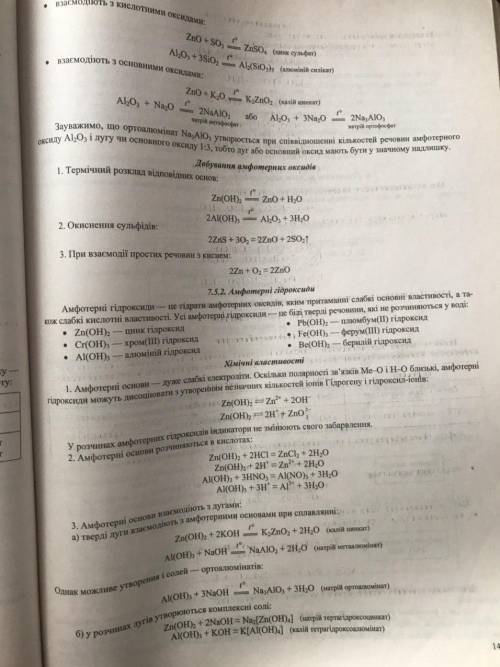 • взаємодіють з кислотними оксидами:
ZnO + SO₃ =t°= ZnSO₄ (цинк сульфат)
Al₂O₃ + 3SiO₂ =t°= Al₂(SiO₃)₃ (алюміній силікат)
• взаємодіють з основними оксидами:
ZnO + K₂O =t°= K₂ZnO₂ (калій цинкат)
Al₂O₃ + Na₂O =t°= 2NaAlO₂ або Al₂O₃ + 3Na₂O =t°= 2Na₃AlO₃
натрій ортофосфат
Зауважимо, що ортоалюмінат Na₃AlO₃ утворюється при співвідношенні кількостей речовин амфотерного
оксиду Al₂O₃ і лугу чи основного оксиду 1:3, тобто луг або основний оксид мають бути у значному надлишку.
Добування амфотерних оксидів
1. Термічний розклад відповідних основ:
Zn(OH)₂ =t°= ZnO + H₂O
2Al(OH)₃ =t°= Al₂O₃ + 3H₂O
2. Окиснення сульфідів:
2ZnS + 3O₂ = 2ZnO + 2SO₂↑
3. При взаємодії простих речовин з киснем:
2Zn + O₂ = 2ZnO
7.5.2. Амфотерні гідроксиди
Амфотерні гідроксиди — це гідрати амфотерних оксидів, яким притаманні слабкі основні властивості, а та-
кож слабкі кислотні властивості. Усі амфотерні гідроксиди — це білі тверді речовини, які не розчиняються у воді:
• Zn(OH)₂ — цинк гідроксид • Pb(OH)₂ — плюмбум(II) гідроксид
• Cr(OH)₃ — хром(III) гідроксид • Fe(OH)₃ — ферум(III) гідроксид
• Al(OH)₃ — алюміній гідроксид • Be(OH)₂ — берилій гідроксид
Хімічні властивості
1. Амфотерні основи — дуже слабкі електроліти. Оскільки полярності зв'язків Me–O і H–O близькі, амфотерні
гідроксиди можуть дисоціювати з утворенням незначних кількостей іонів Гідрогену і гідроксид-іонів:
Zn(OH)₂ ⇌ Zn²⁺ + 2OH⁻
Zn(OH)₂ ⇌ 2H⁺ + ZnO₂²⁻
У розчинах амфотерних гідроксидів індикатори не змінюють свого забарвлення.
2. Амфотерні основи розчиняються в кислотах:
Zn(OH)₂ + 2HCl = ZnCl₂ + 2H₂O
Zn(OH)₂ + 2H⁺ = Zn²⁺ + 2H₂O
Al(OH)₃ + 3HNO₃ = Al(NO₃)₃ + 3H₂O
Al(OH)₃ + 3H⁺ = Al³⁺ + 3H₂O
3. Амфотерні основи взаємодіють з лугами:
а) тверді луги взаємодіють з амфотерними основами при сплавлянні:
Zn(OH)₂ + 2KOH =t°= K₂ZnO₂ + 2H₂O (калій цинкат)
Al(OH)₃ + NaOH =t°= NaAlO₂ + 2H₂O (натрій метаалюмінат)
Однак можливе утворення і солей — ортоалюмінатів:
Al(OH)₃ + 3NaOH =t°= Na₃AlO₃ + 3H₂O (натрій ортоалюмінат)
б) у розчинах лугів утворюються комплексні солі:
Zn(OH)₂ + 2NaOH = Na₂[Zn(OH)₄] (натрій тетрагідроксоцинкат)
Al(OH)₃ + KOH = K[Al(OH)₄] (калій тетрагідроксоалюмінат)